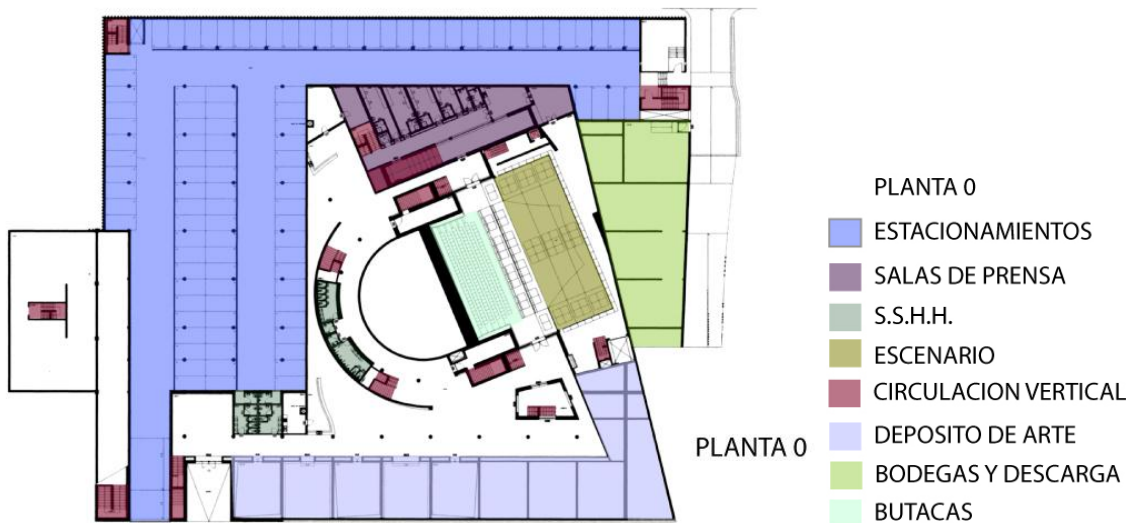 PLANTA 0
ESTACIONAMIENTOS
SALAS DE PRENSA
S.S.H.H.
ESCENARIO
CIRCULACION VERTICAL
DEPOSITO DE ARTE
BODEGAS Y DESCARGA
BUTACAS
PLANTA 0